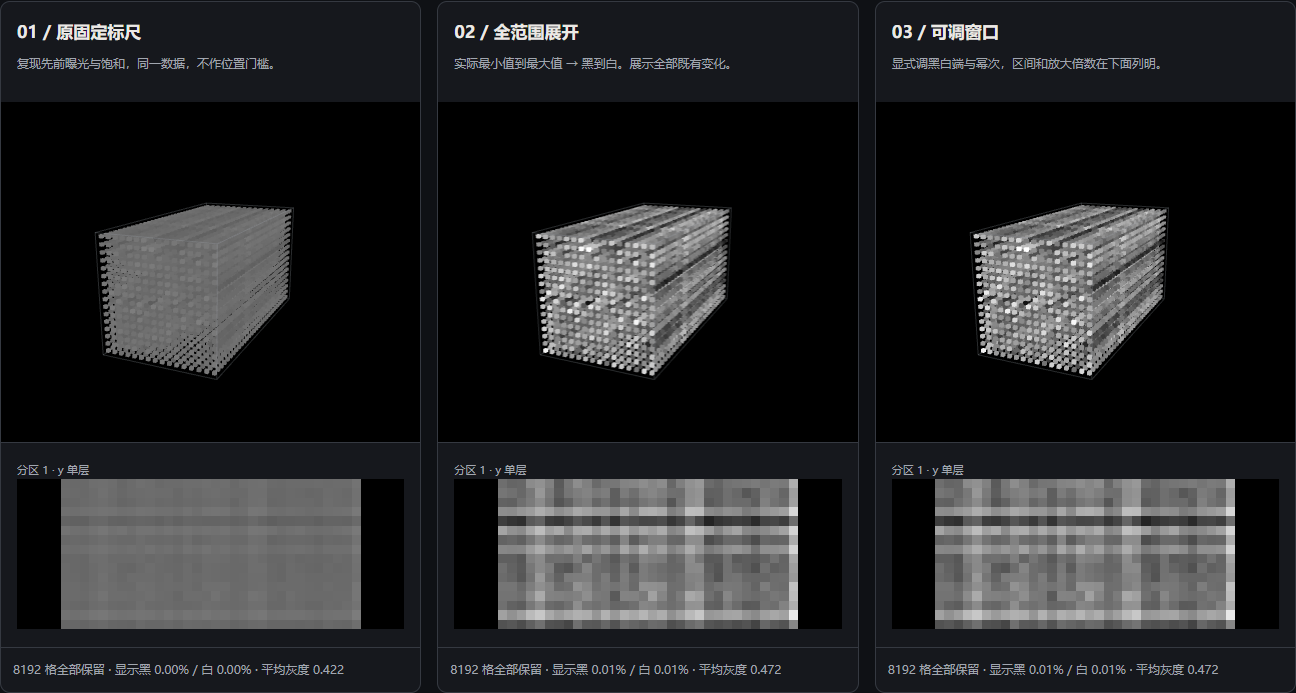 01 / 原固定标尺
复现先前曝光与饱和，同一数据，不作位置门槛。
分区 1 · y 单层
8192 格全部保留 · 显示黑 0.00% / 白 0.00% · 平均灰度 0.422
02 / 全范围展开
实际最小值到最大值 → 黑到白。展示全部既有变化。
分区 1 · y 单层
8192 格全部保留 · 显示黑 0.01% / 白 0.01% · 平均灰度 0.472
03 / 可调窗口
显式调黑白端与幂次，区间和放大倍数在下面列明。
分区 1 · y 单层
8192 格全部保留 · 显示黑 0.01% / 白 0.01% · 平均灰度 0.472